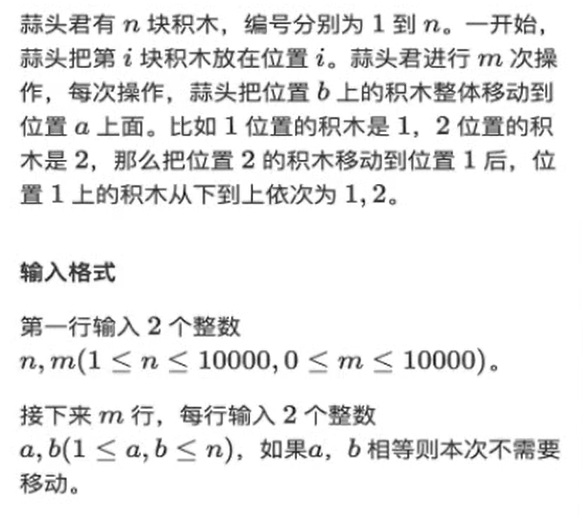 蒜头君有 n 块积木，编号分别为 1 到 n。一开始，
蒜头把第 i 块积木放在位置 i。蒜头君进行 m 次操
作，每次操作，蒜头把位置 b 上的积木整体移动到
位置 a 上面。比如 1 位置的积木是 1，2 位置的积
木是 2，那么把位置 2 的积木移动到位置 1 后，位
置 1 上的积木从下到上依次为 1, 2。
输入格式
第一行输入 2 个整数
n, m(1 ≤ n ≤ 10000, 0 ≤ m ≤ 10000)。
接下来 m 行，每行输入 2 个整数
a, b(1 ≤ a, b ≤ n)，如果a，b 相等则本次不需要
移动。